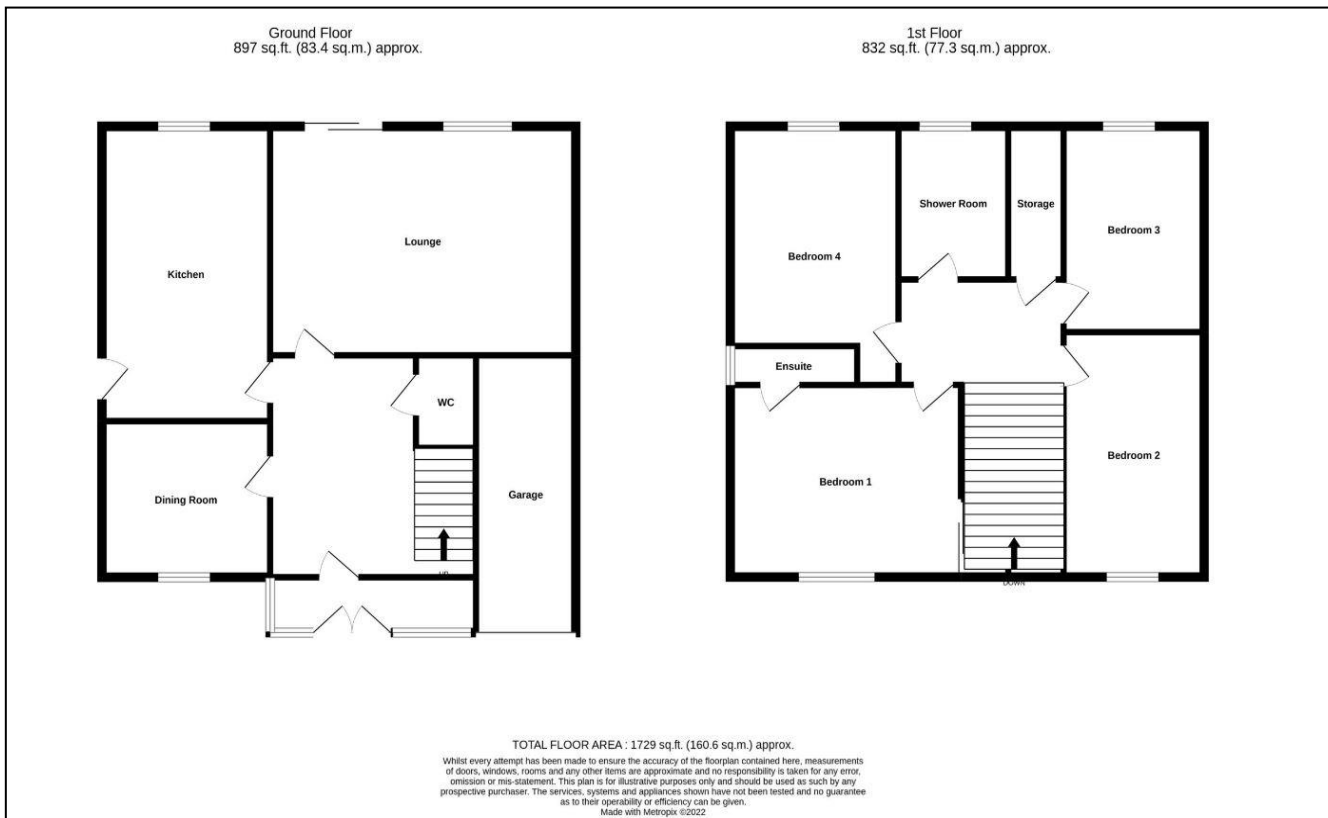 Ground Floor
897 sq.ft. (83.4 sq.m.) approx.
1st Floor
832 sq.ft. (77.3 sq.m.) approx.
Kitchen
Lounge
WC
Dining Room
Garage
Bedroom 4
Shower Room
Storage
Bedroom 3
Ensuite
Bedroom 1
Bedroom 2
DOWN
TOTAL FLOOR AREA : 1729 sq.ft. (160.6 sq.m.) approx.
Whilst every attempt has been made to ensure the accuracy of the floorplan contained here, measurements
of doors, windows, rooms and any other items are approximate and no responsibility is taken for any error,
omission or mis-statement. This plan is for illustrative purposes only and should be used as such by any
prospective purchaser. The services, systems and appliances shown have not been tested and no guarantee
as to their operability or efficiency can be given.
Made with Metropix ©2022